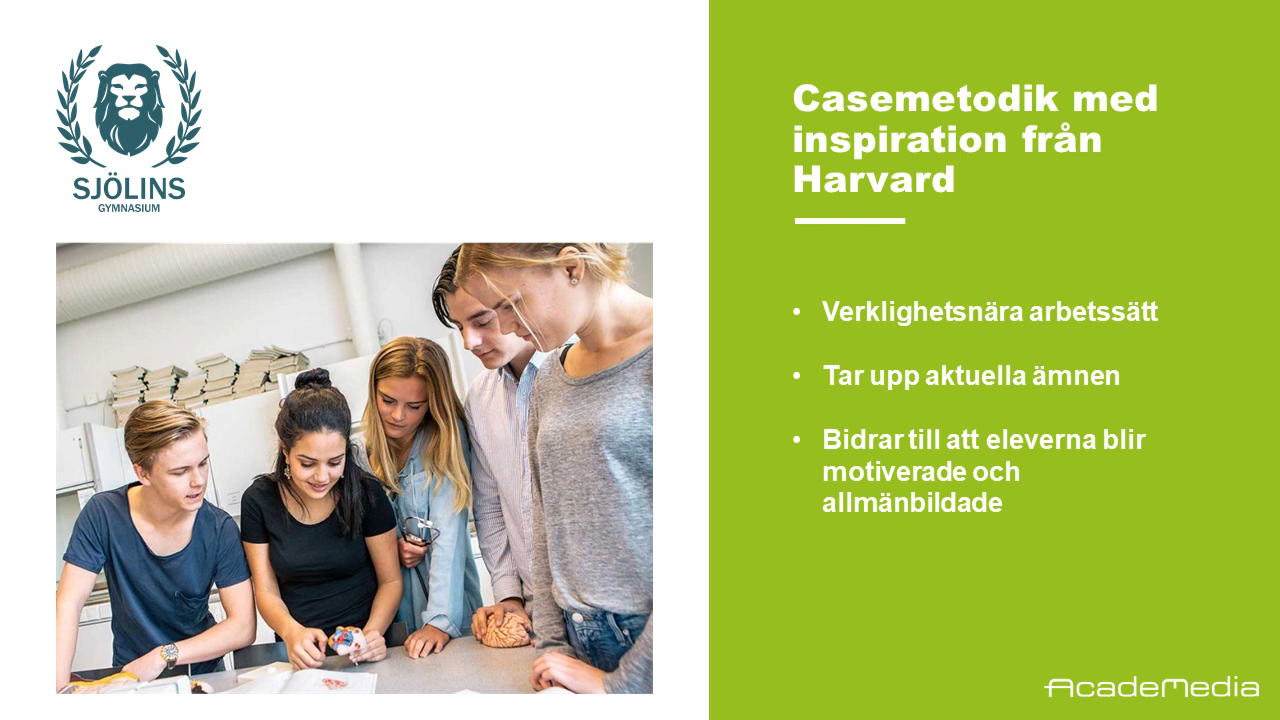 SJÖLINS
GYMNASIUM
Casemetodik med
inspiration från
Harvard
• Verklighetsnära arbetssätt
• Tar upp aktuella ämnen
• Bidrar till att eleverna blir
motiverade och
allmänbildade
AcadeMedia